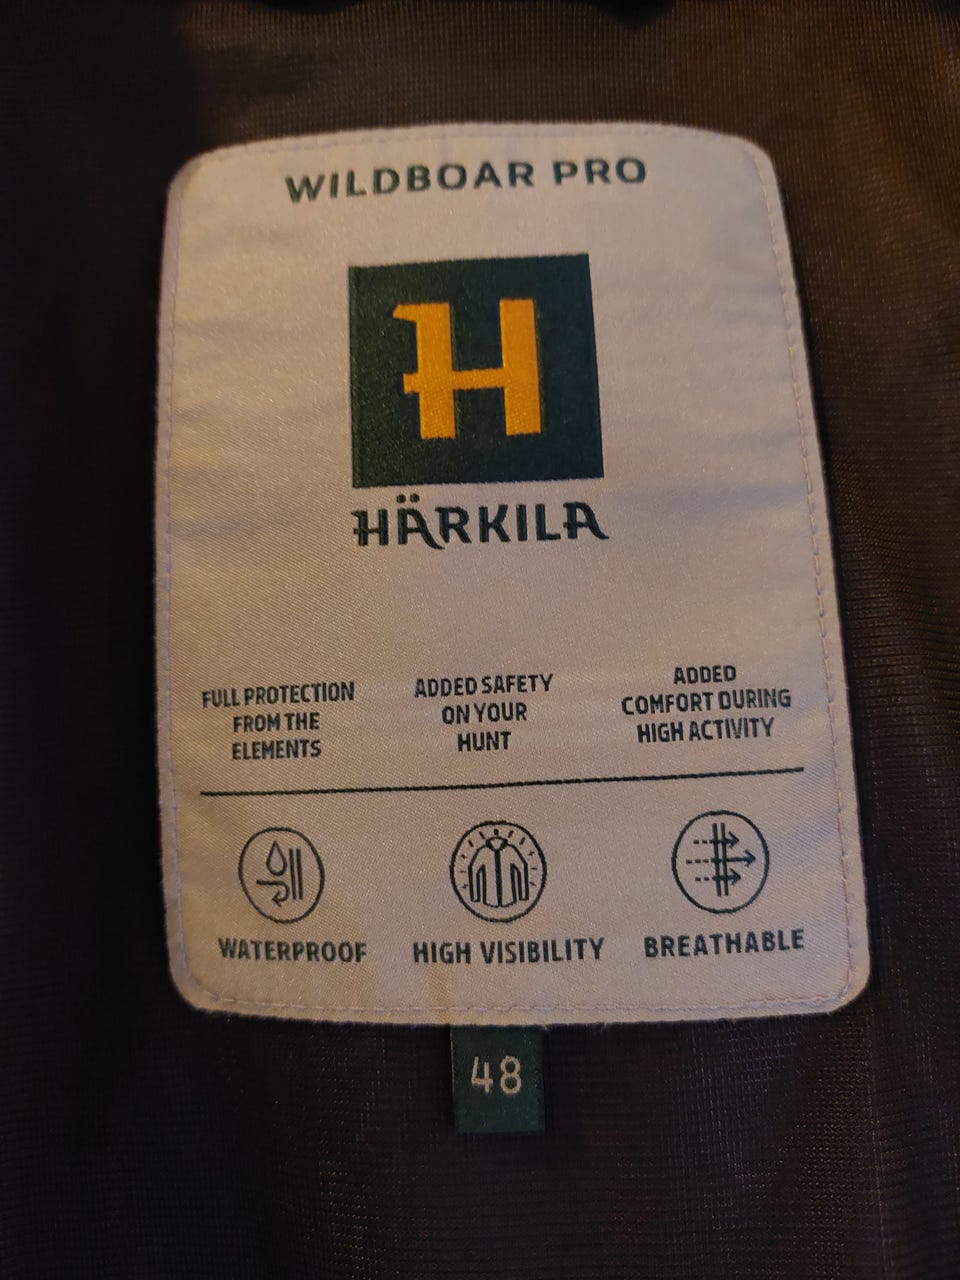 WILDBOAR PRO
H
HÄRKILA
FULL PROTECTION
FROM THE
ELEMENTS
ADDED SAFETY
ON YOUR
HUNT
ADDED
COMFORT DURING
HIGH ACTIVITY
WATERPROOF
HIGH VISIBILITY
BREATHABLE
48